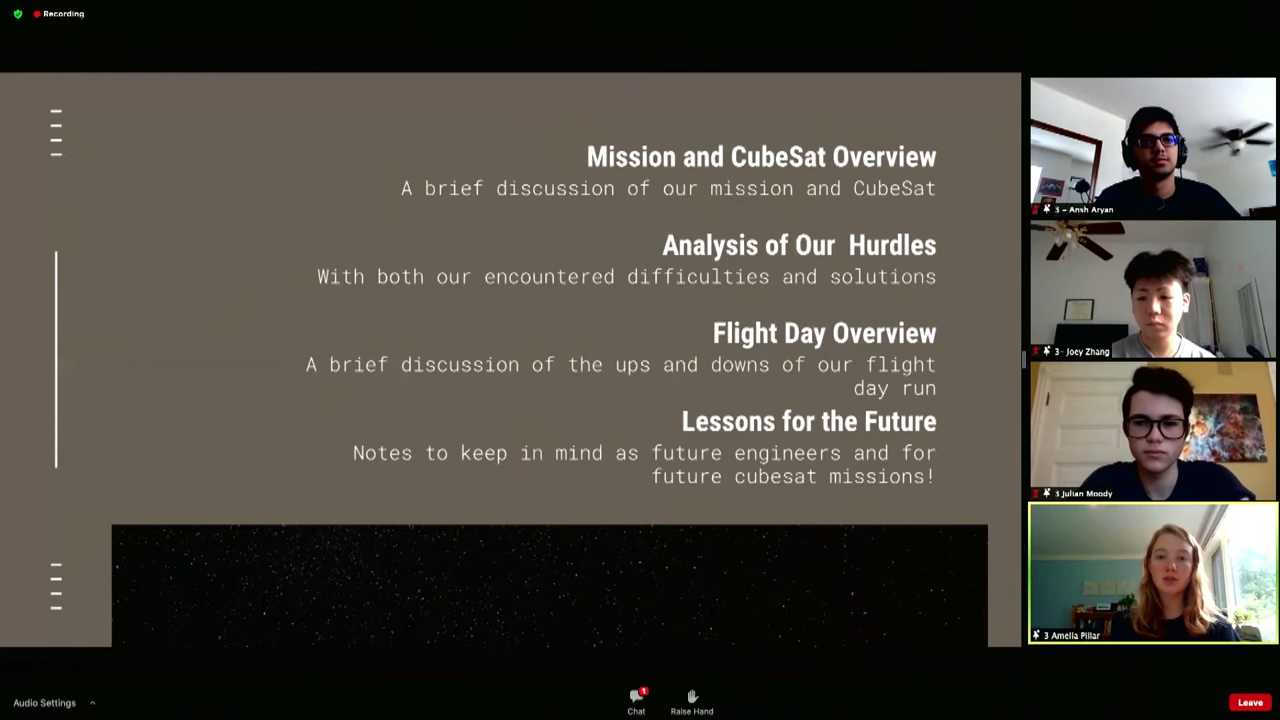 Recording
Mission and CubeSat Overview
A brief discussion of our mission and CubeSat
Analysis of Our Hurdles
With both our encountered difficulties and solutions
Flight Day Overview
A brief discussion of the ups and downs of our flight
day run
Lessons for the Future
Notes to keep in mind as future engineers and for
future cubesat missions!
3 - Ansh Aryan
3- Joey Zhang
3 Julian Moody
3 Amelia Pillar
Audio Settings
1
Chat
Raise Hand
Leave